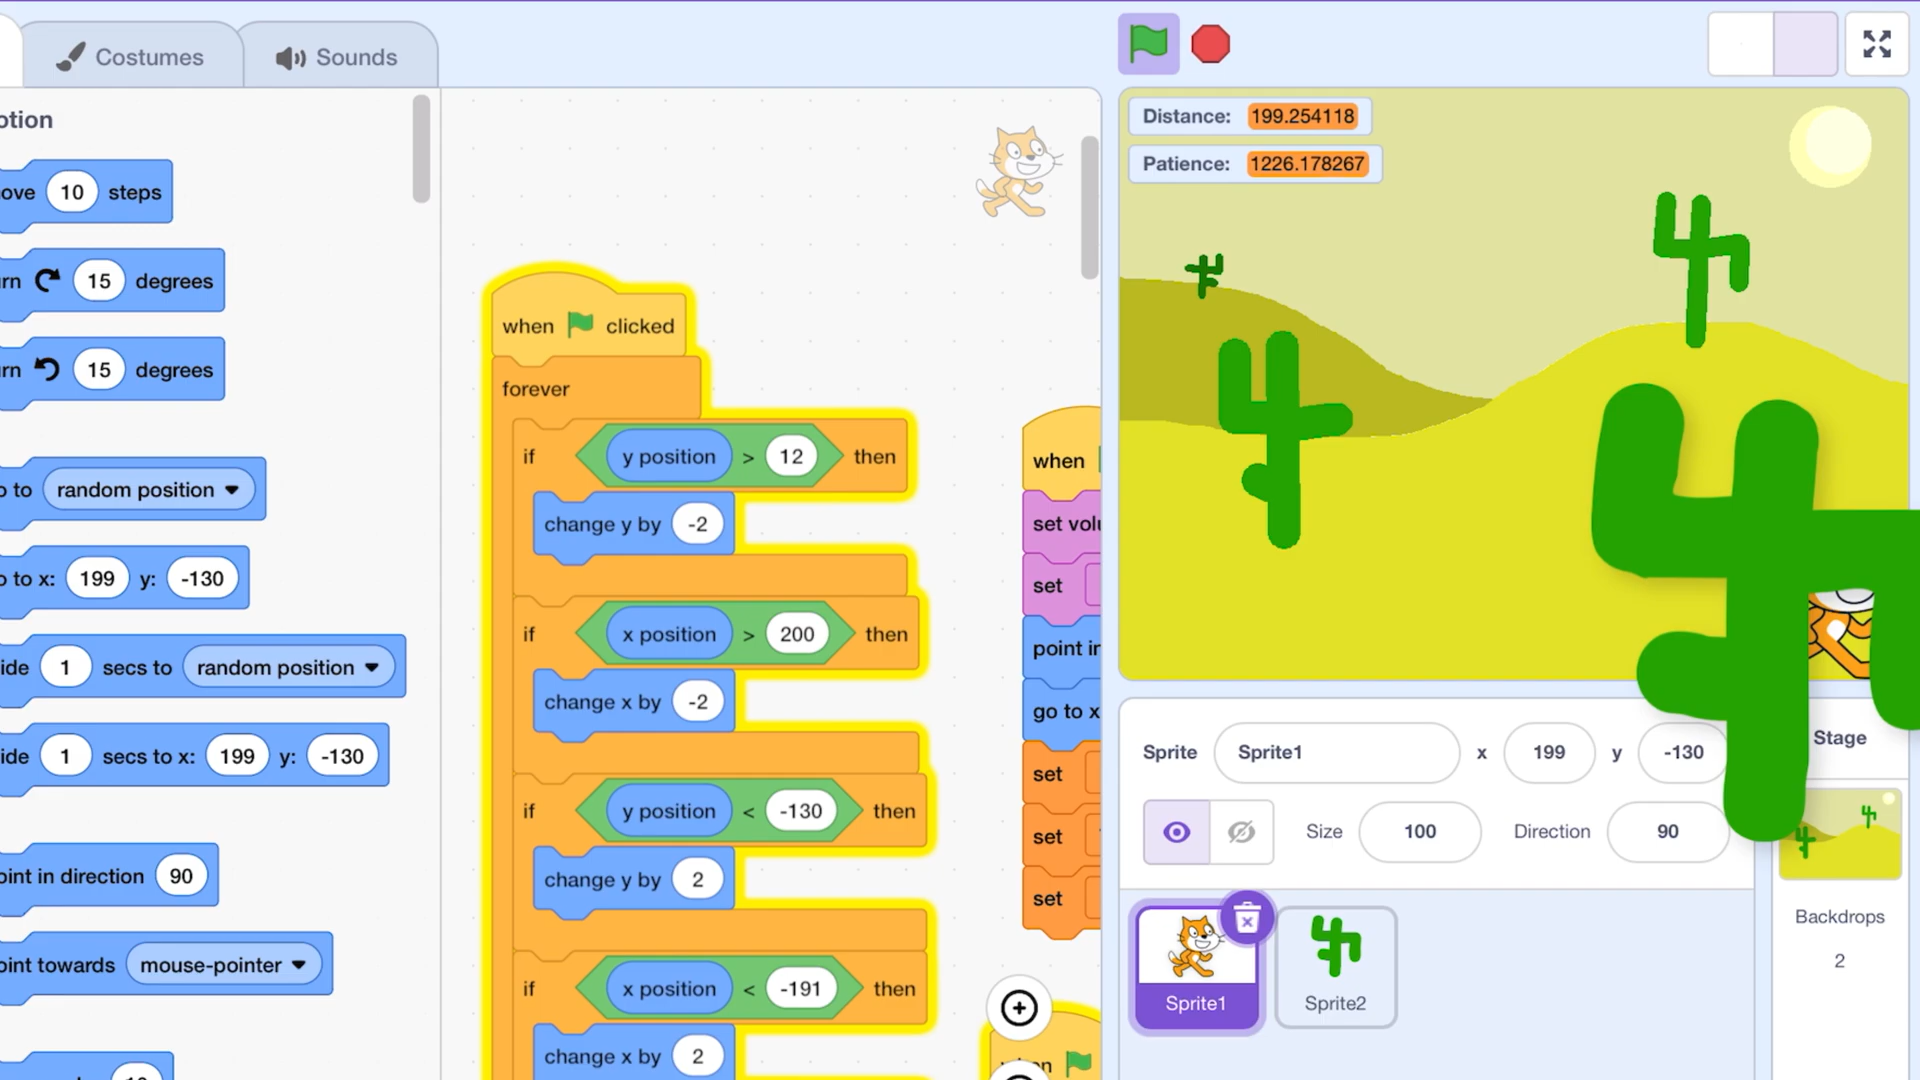 Costumes
Sounds
otion
ove 10 steps
rn 15 degrees
rn 15 degrees
o to random position
o to x: 199 y: -130
ide 1 secs to random position
ide 1 secs to x: 199 y: -130
oint in direction 90
oint towards mouse-pointer
when clicked
forever
if y position > 12 then
change y by -2
if x position > 200 then
change x by -2
if y position < -130 then
change y by 2
if x position < -191 then
change x by 2
when
set volu
set
point in
go to x
set
set
set
Distance: 199.254118
Patience: 1226.178267
Sprite Sprite1 x 199 y -130
Size 100 Direction 90
Sprite1
Sprite2
Stage
Backdrops
2